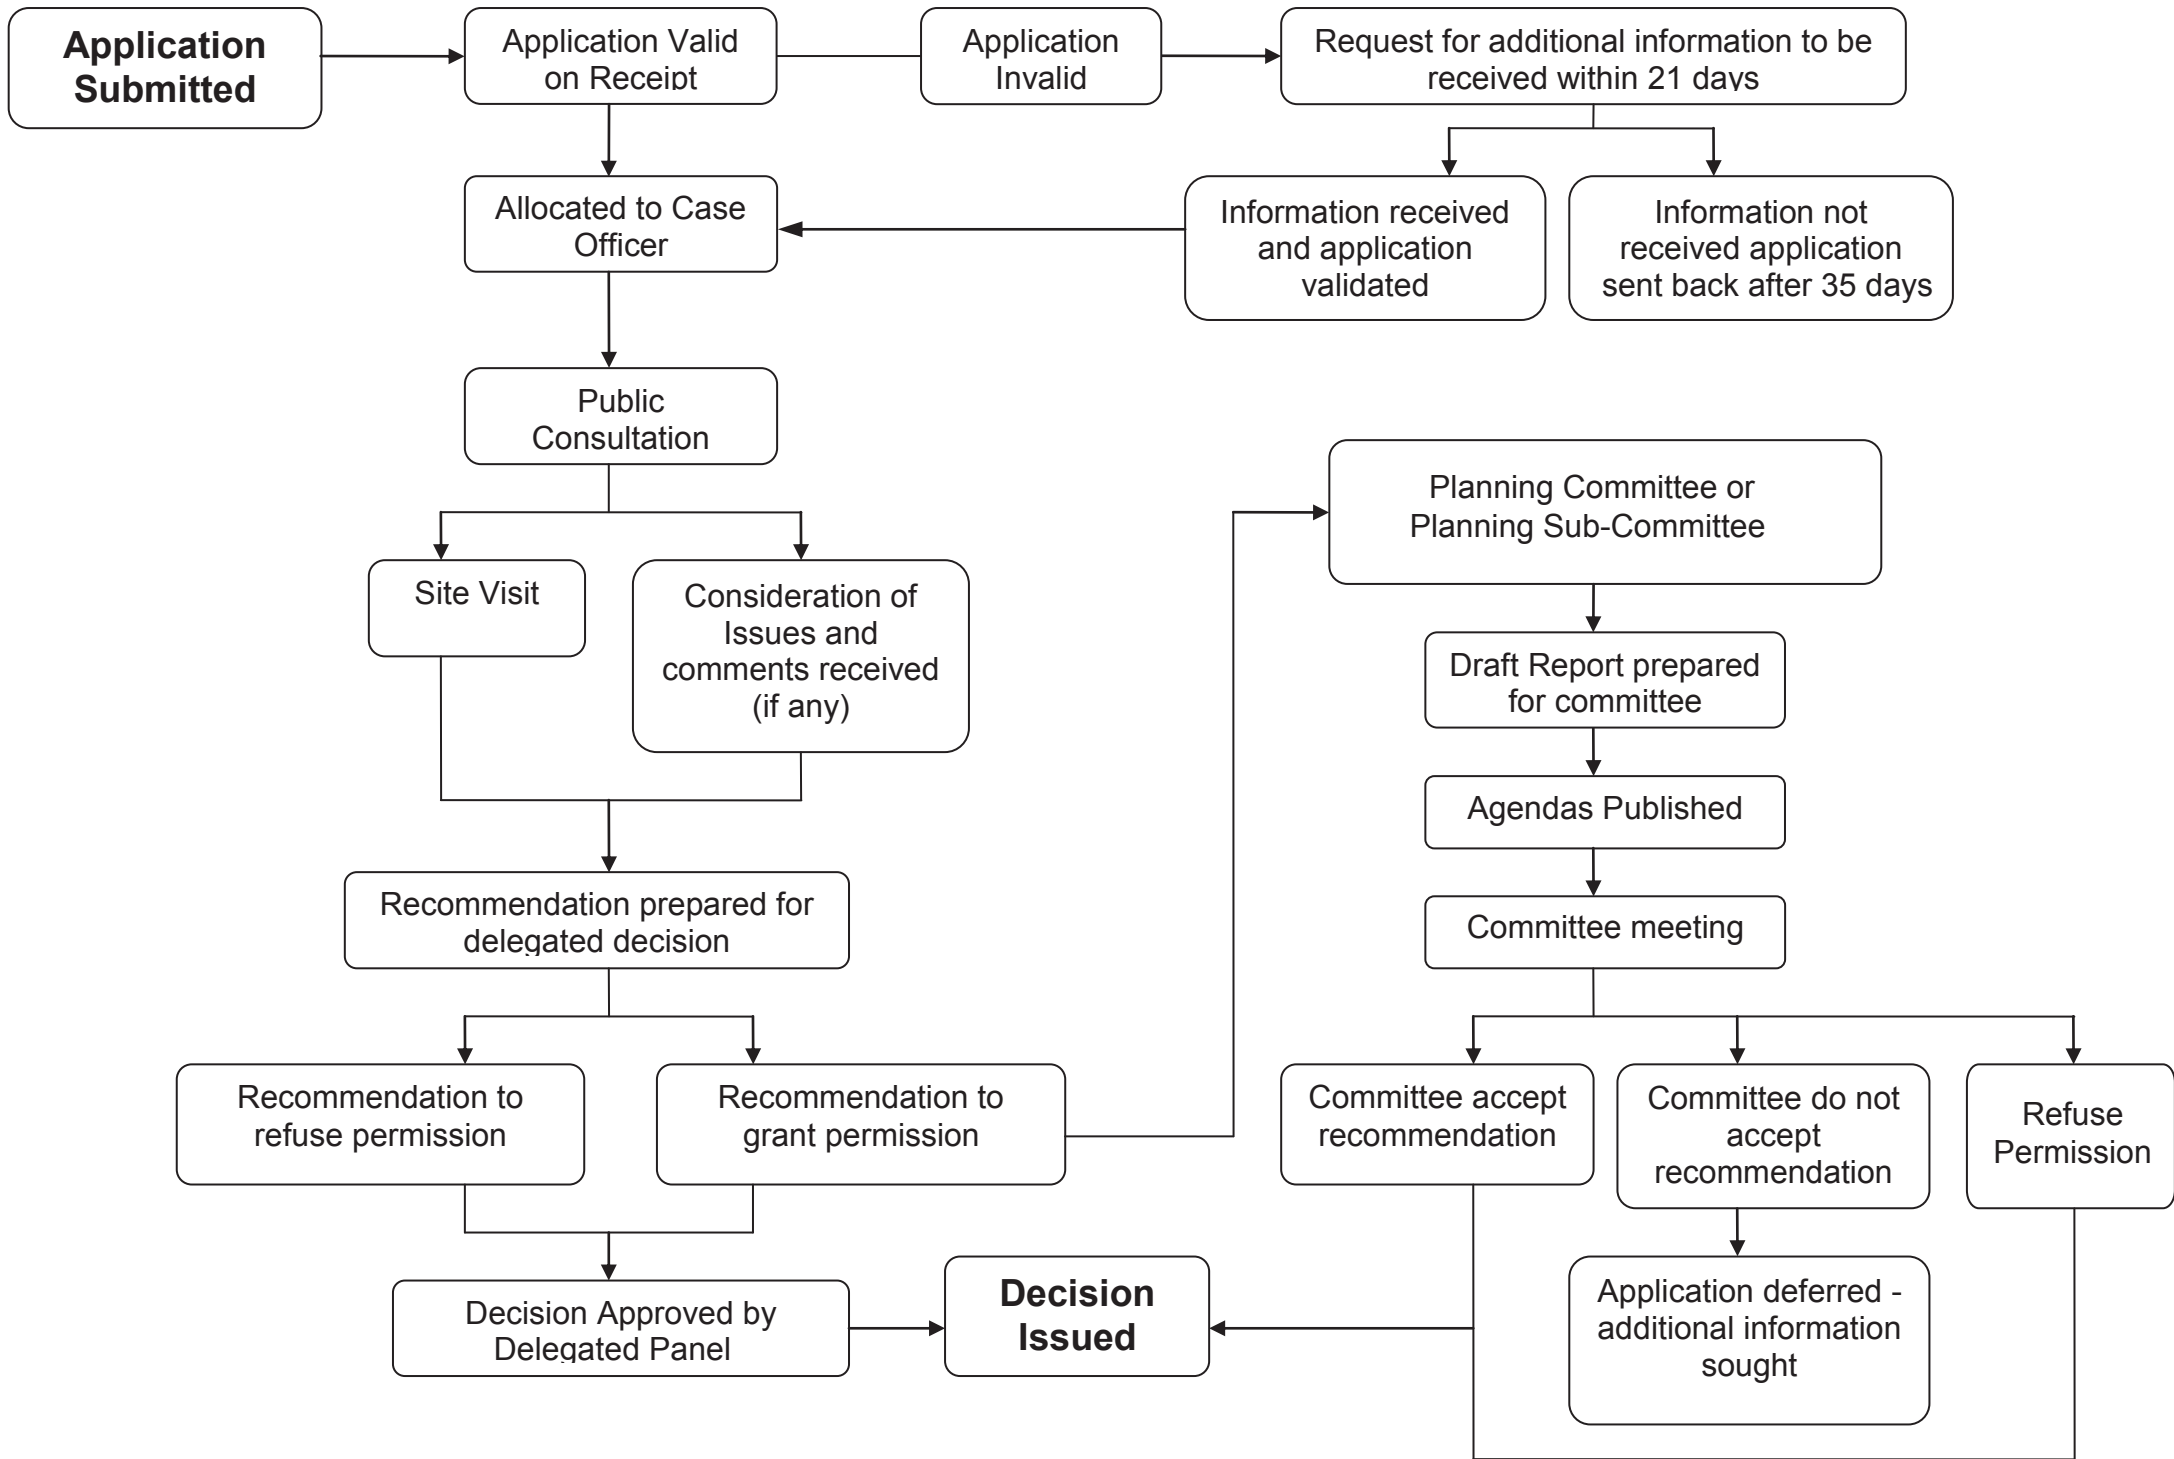 Application
Submitted
Application Valid
on Receipt
Application
Invalid
Request for additional information to be
received within 21 days
Allocated to Case
Officer
Information received
and application
validated
Information not
received application
sent back after 35 days
Public
Consultation
Site Visit
Consideration of
Issues and
comments received
(if any)
Planning Committee or
Planning Sub-Committee
Draft Report prepared
for committee
Agendas Published
Committee meeting
Recommendation prepared for
delegated decision
Recommendation to
refuse permission
Recommendation to
grant permission
Committee accept
recommendation
Committee do not
accept
recommendation
Refuse
Permission
Decision Approved by
Delegated Panel
Decision
Issued
Application deferred -
additional information
sought